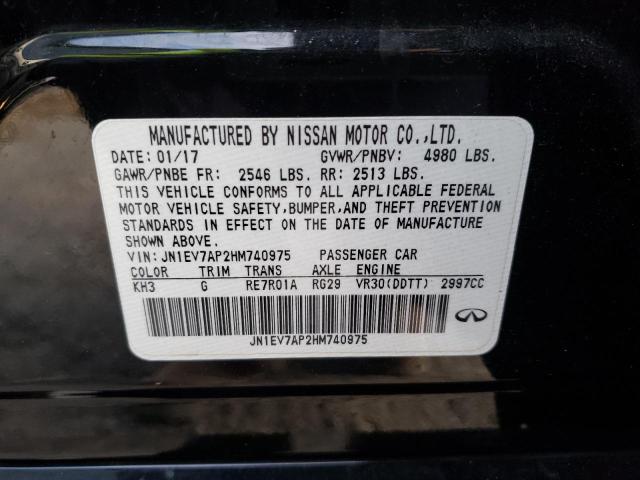 MANUFACTURED BY NISSAN MOTOR CO.,LTD.
DATE: 01/17 GVWR/PNBV: 4980 LBS.
GAWR/PNBE FR: 2546 LBS. RR: 2513 LBS.
THIS VEHICLE CONFORMS TO ALL APPLICABLE FEDERAL
MOTOR VEHICLE SAFETY,BUMPER,AND THEFT PREVENTION
STANDARDS IN EFFECT ON THE DATE OF MANUFACTURE
SHOWN ABOVE.
VIN: JN1EV7AP2HM740975 PASSENGER CAR
COLOR TRIM TRANS AXLE ENGINE
KH3 G RE7R01A RG29 VR30(DDTT) 2997CC
JN1EV7AP2HM740975